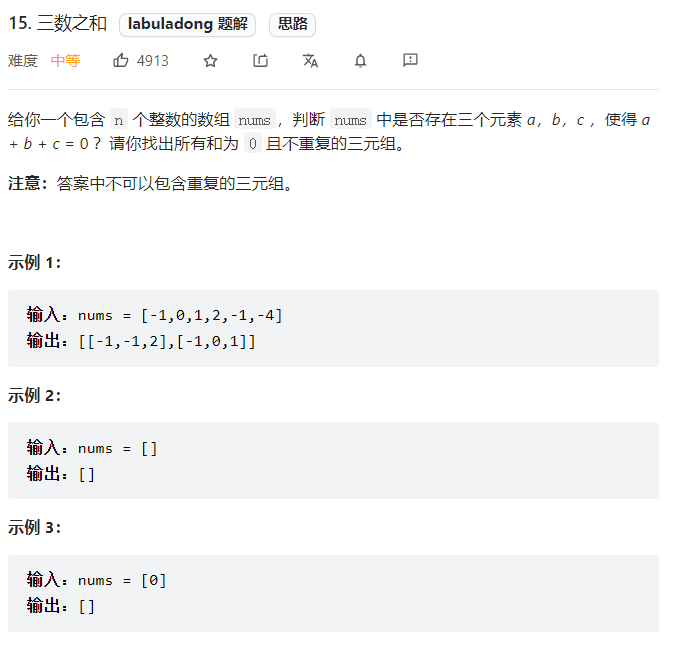 15. 三数之和 labuladong 题解 思路
难度 中等 4913
给你一个包含 n 个整数的数组 nums，判断 nums 中是否存在三个元素 a，b，c ，使得 a
+ b + c = 0 ？请你找出所有和为 0 且不重复的三元组。
注意：答案中不可以包含重复的三元组。
示例 1：
输入：nums = [-1,0,1,2,-1,-4]
输出：[[-1,-1,2],[-1,0,1]]
示例 2：
输入：nums = []
输出：[]
示例 3：
输入：nums = [0]
输出：[]